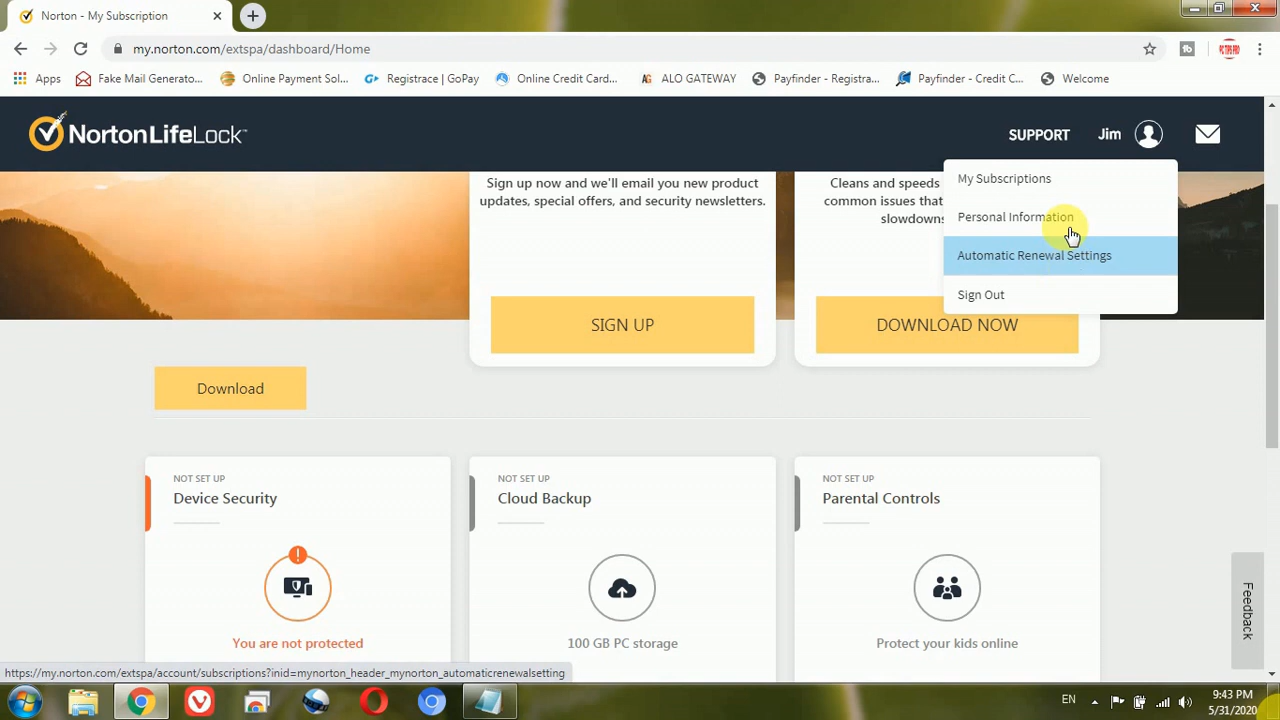 Norton - My Subscription
my.norton.com/extspa/dashboard/Home
Apps
Fake Mail Generato...
Online Payment Sol...
Registrace | GoPay
Online Credit Card...
ALO GATEWAY
Payfinder - Registra...
Payfinder - Credit C...
Welcome
NortonLifeLock
SUPPORT
Jim
My Subscriptions
Personal Information
Automatic Renewal Settings
Sign Out
Sign up now and we'll email you new product
updates, special offers, and security newsletters.
Cleans and speeds
common issues that
slowdowns
SIGN UP
DOWNLOAD NOW
Download
NOT SET UP
Device Security
You are not protected
NOT SET UP
Cloud Backup
100 GB PC storage
NOT SET UP
Parental Controls
Protect your kids online
Feedback
https://my.norton.com/extspa/account/subscriptions?inid=mynorton_header_mynorton_automaticrenewalsetting
EN
9:43 PM
5/31/2020